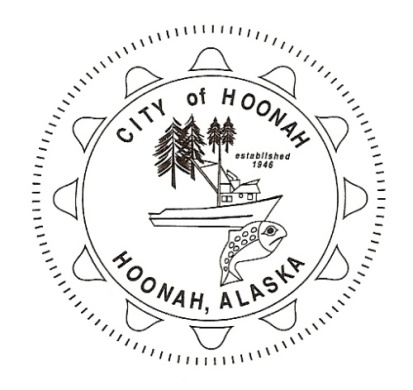 CITY of HOONAH
established
1946
HOONAH, ALASKA